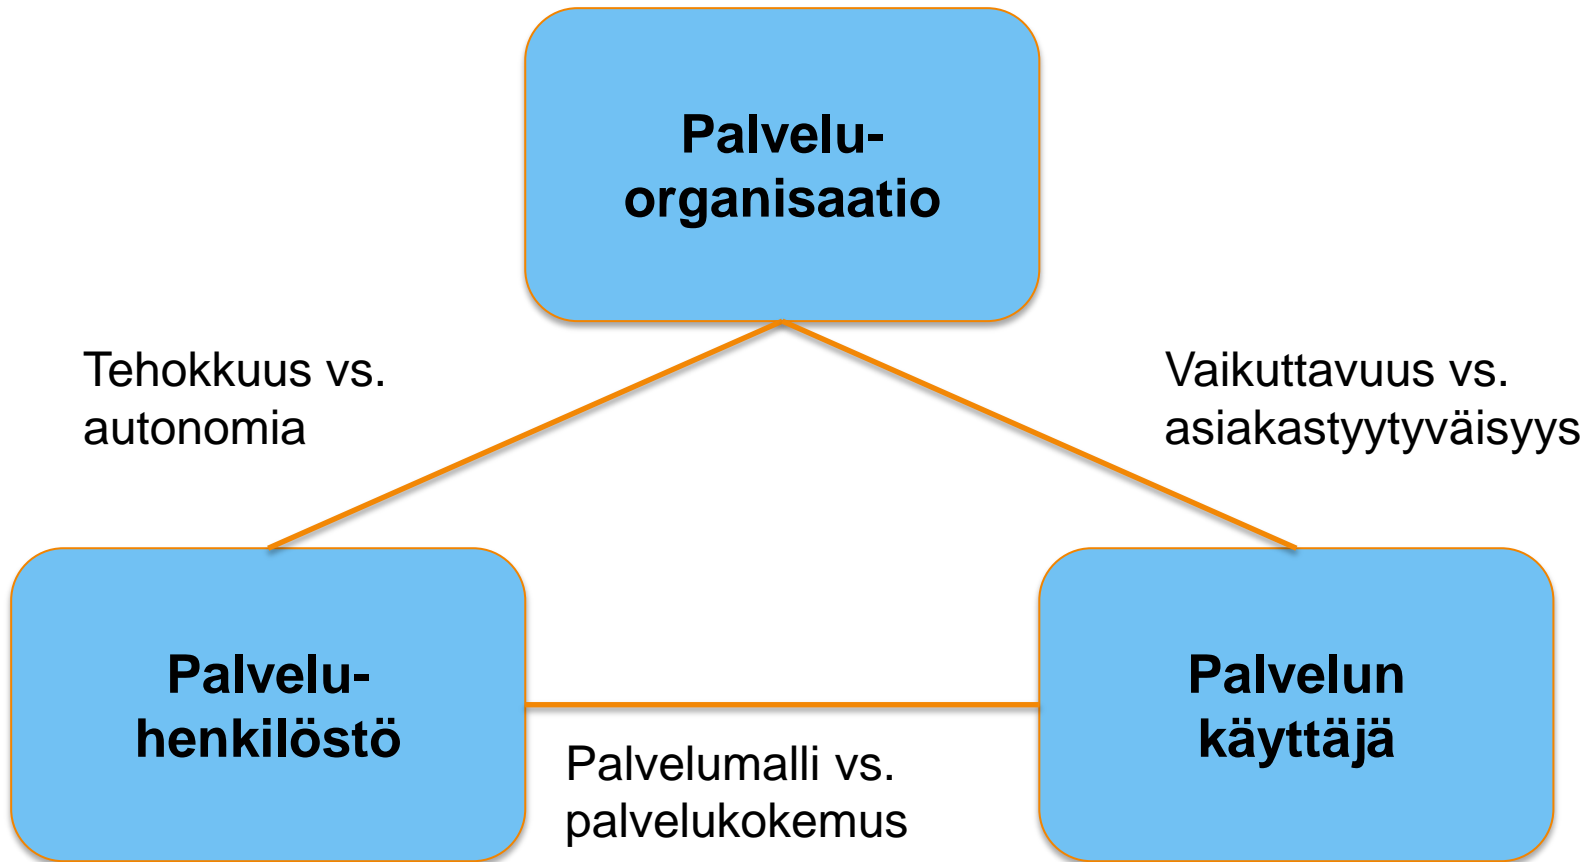 Palvelu-
organisaatio
Tehokkuus vs.
autonomia
Vaikuttavuus vs.
asiakastyytyväisyys
Palvelu-
henkilöstö
Palvelumalli vs.
palvelukokemus
Palvelun
käyttäjä